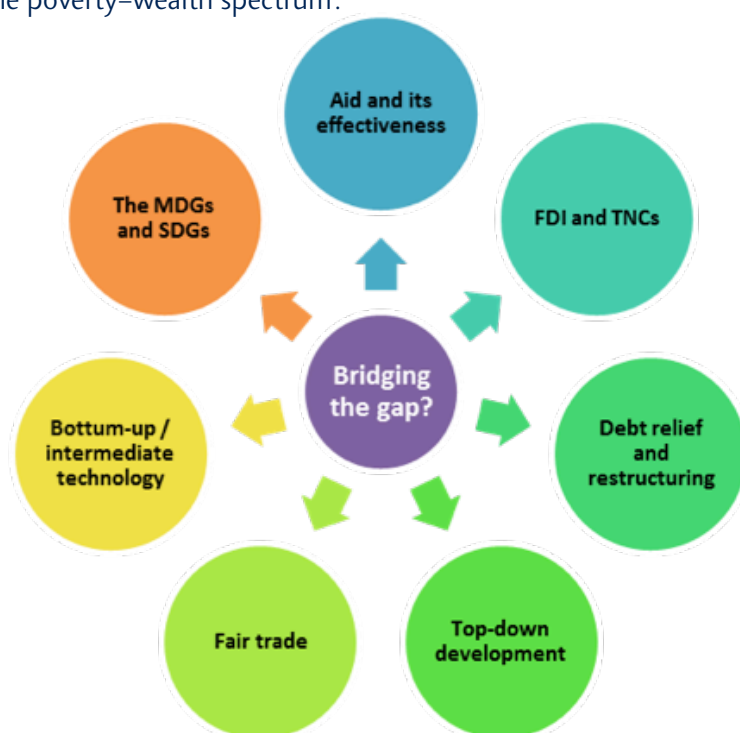 ne poverty–wealth spectrum?
Aid and its
effectiveness
FDI and TNCs
Debt relief
and
restructuring
Top-down
development
Fair trade
Bottum-up /
intermediate
technology
The MDGs
and SDGs
Bridging
the gap?